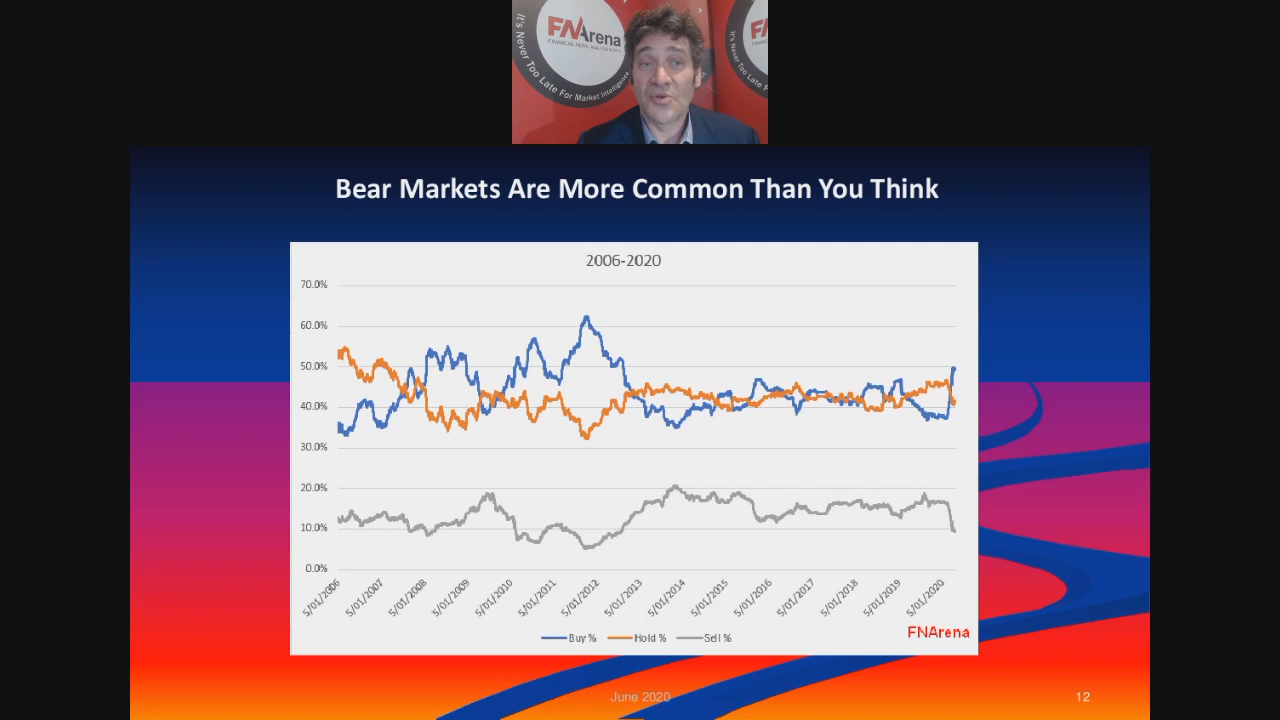 It's Never Too Late For Market Intelligence
FNArena
FINANCIAL NEWS, ANALYSIS & DATA
Bear Markets Are More Common Than You Think
2006-2020
70.0%
60.0%
50.0%
40.0%
30.0%
20.0%
10.0%
0.0%
5/01/2006 5/01/2007 5/01/2008 5/01/2009 5/01/2010 5/01/2011 5/01/2012 5/01/2013 5/01/2014 5/01/2015 5/01/2016 5/01/2017 5/01/2018 5/01/2019 5/01/2020
Buy % Hold % Sell %
FNArena
June 2020
12